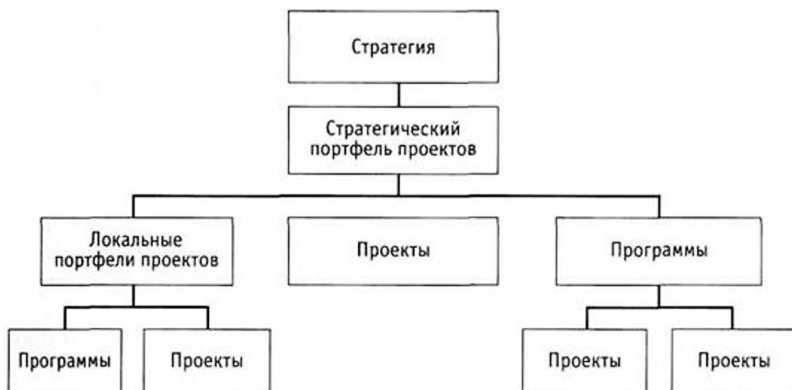 Стратегия
Стратегический
портфель проектов
Локальные
портфели проектов
Проекты
Программы
Программы
Проекты
Проекты
Проекты